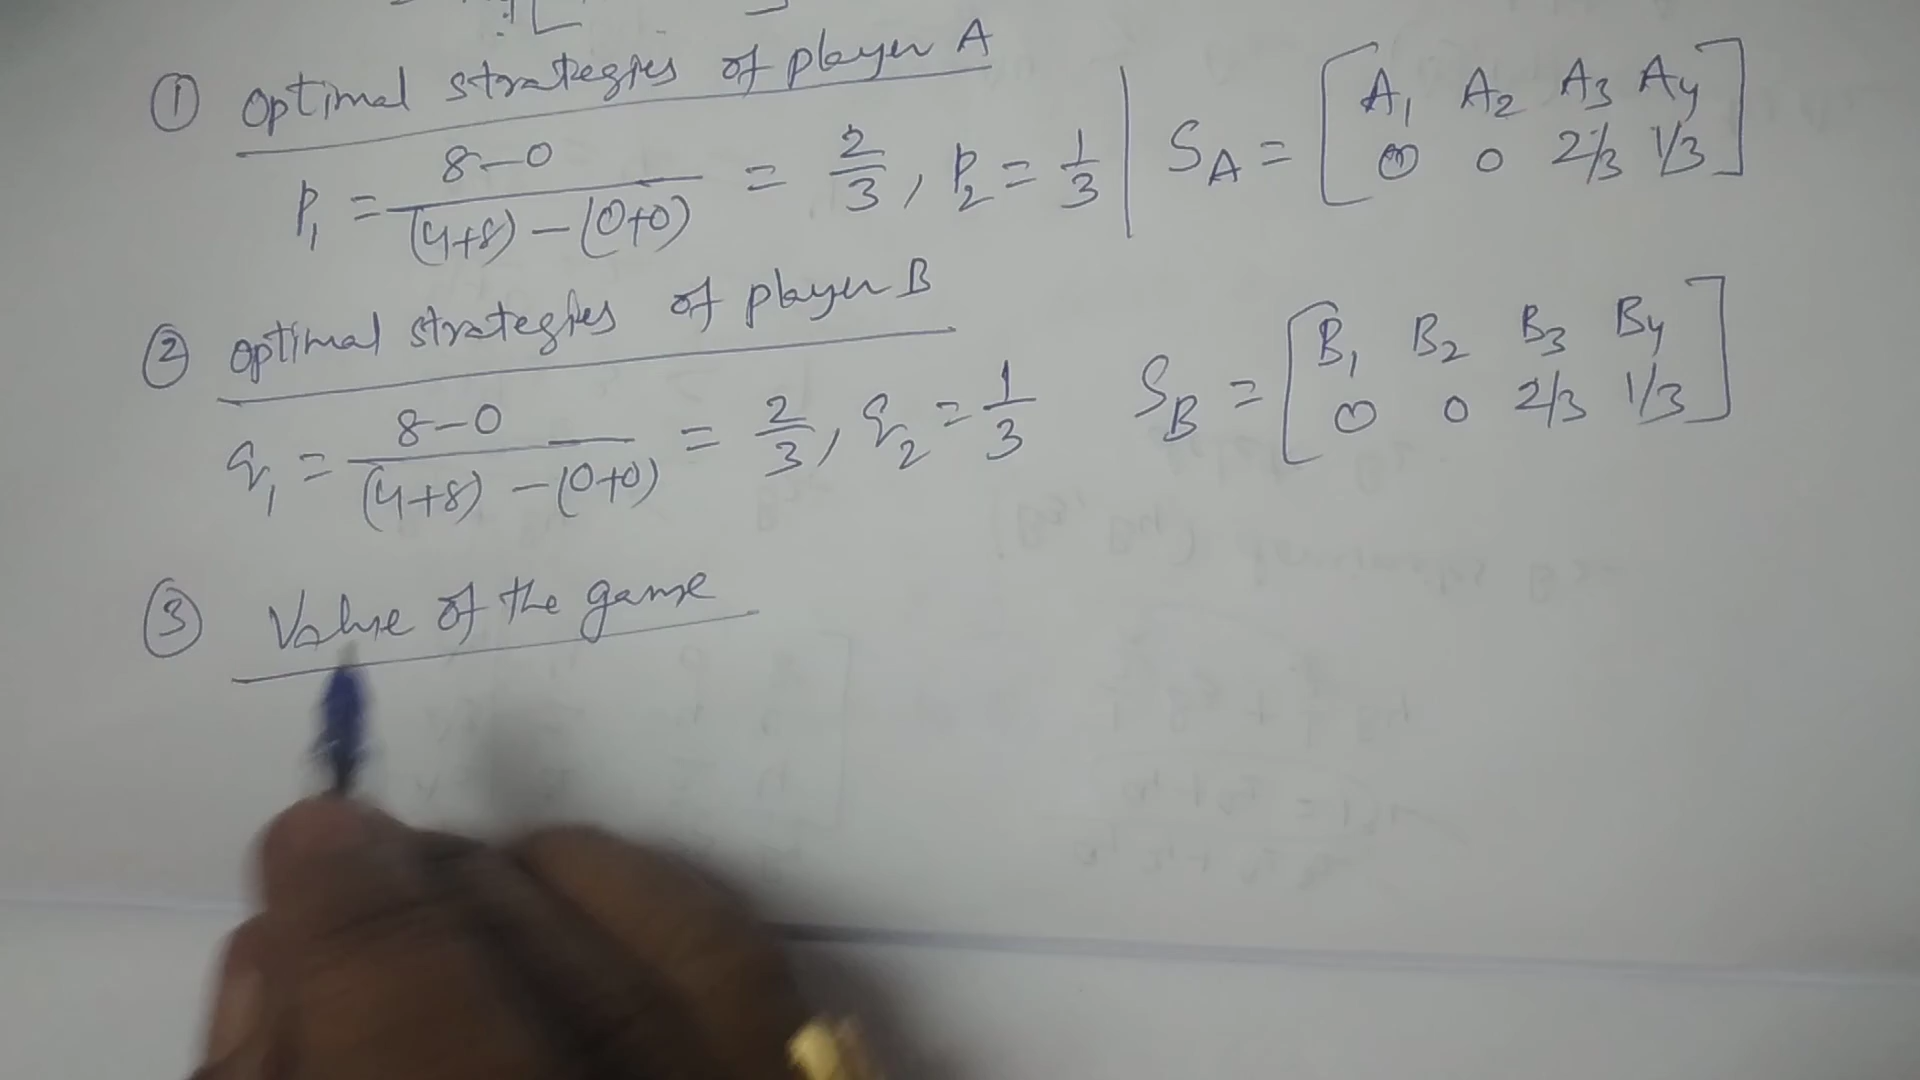 ① Optimal strategies of player A
P₁ = 8-0 / (4+8) - (0+0) = 2/3, P₂ = 1/3 | S_A = [A₁ A₂ A₃ A₄
0 0 2/3 1/3]
② optimal strategies of player B
q₁ = 8-0 / (4+8) - (0+0) = 2/3, q₂ = 1/3 S_B = [B₁ B₂ B₃ B₄
0 0 2/3 1/3]
③ Value of the game